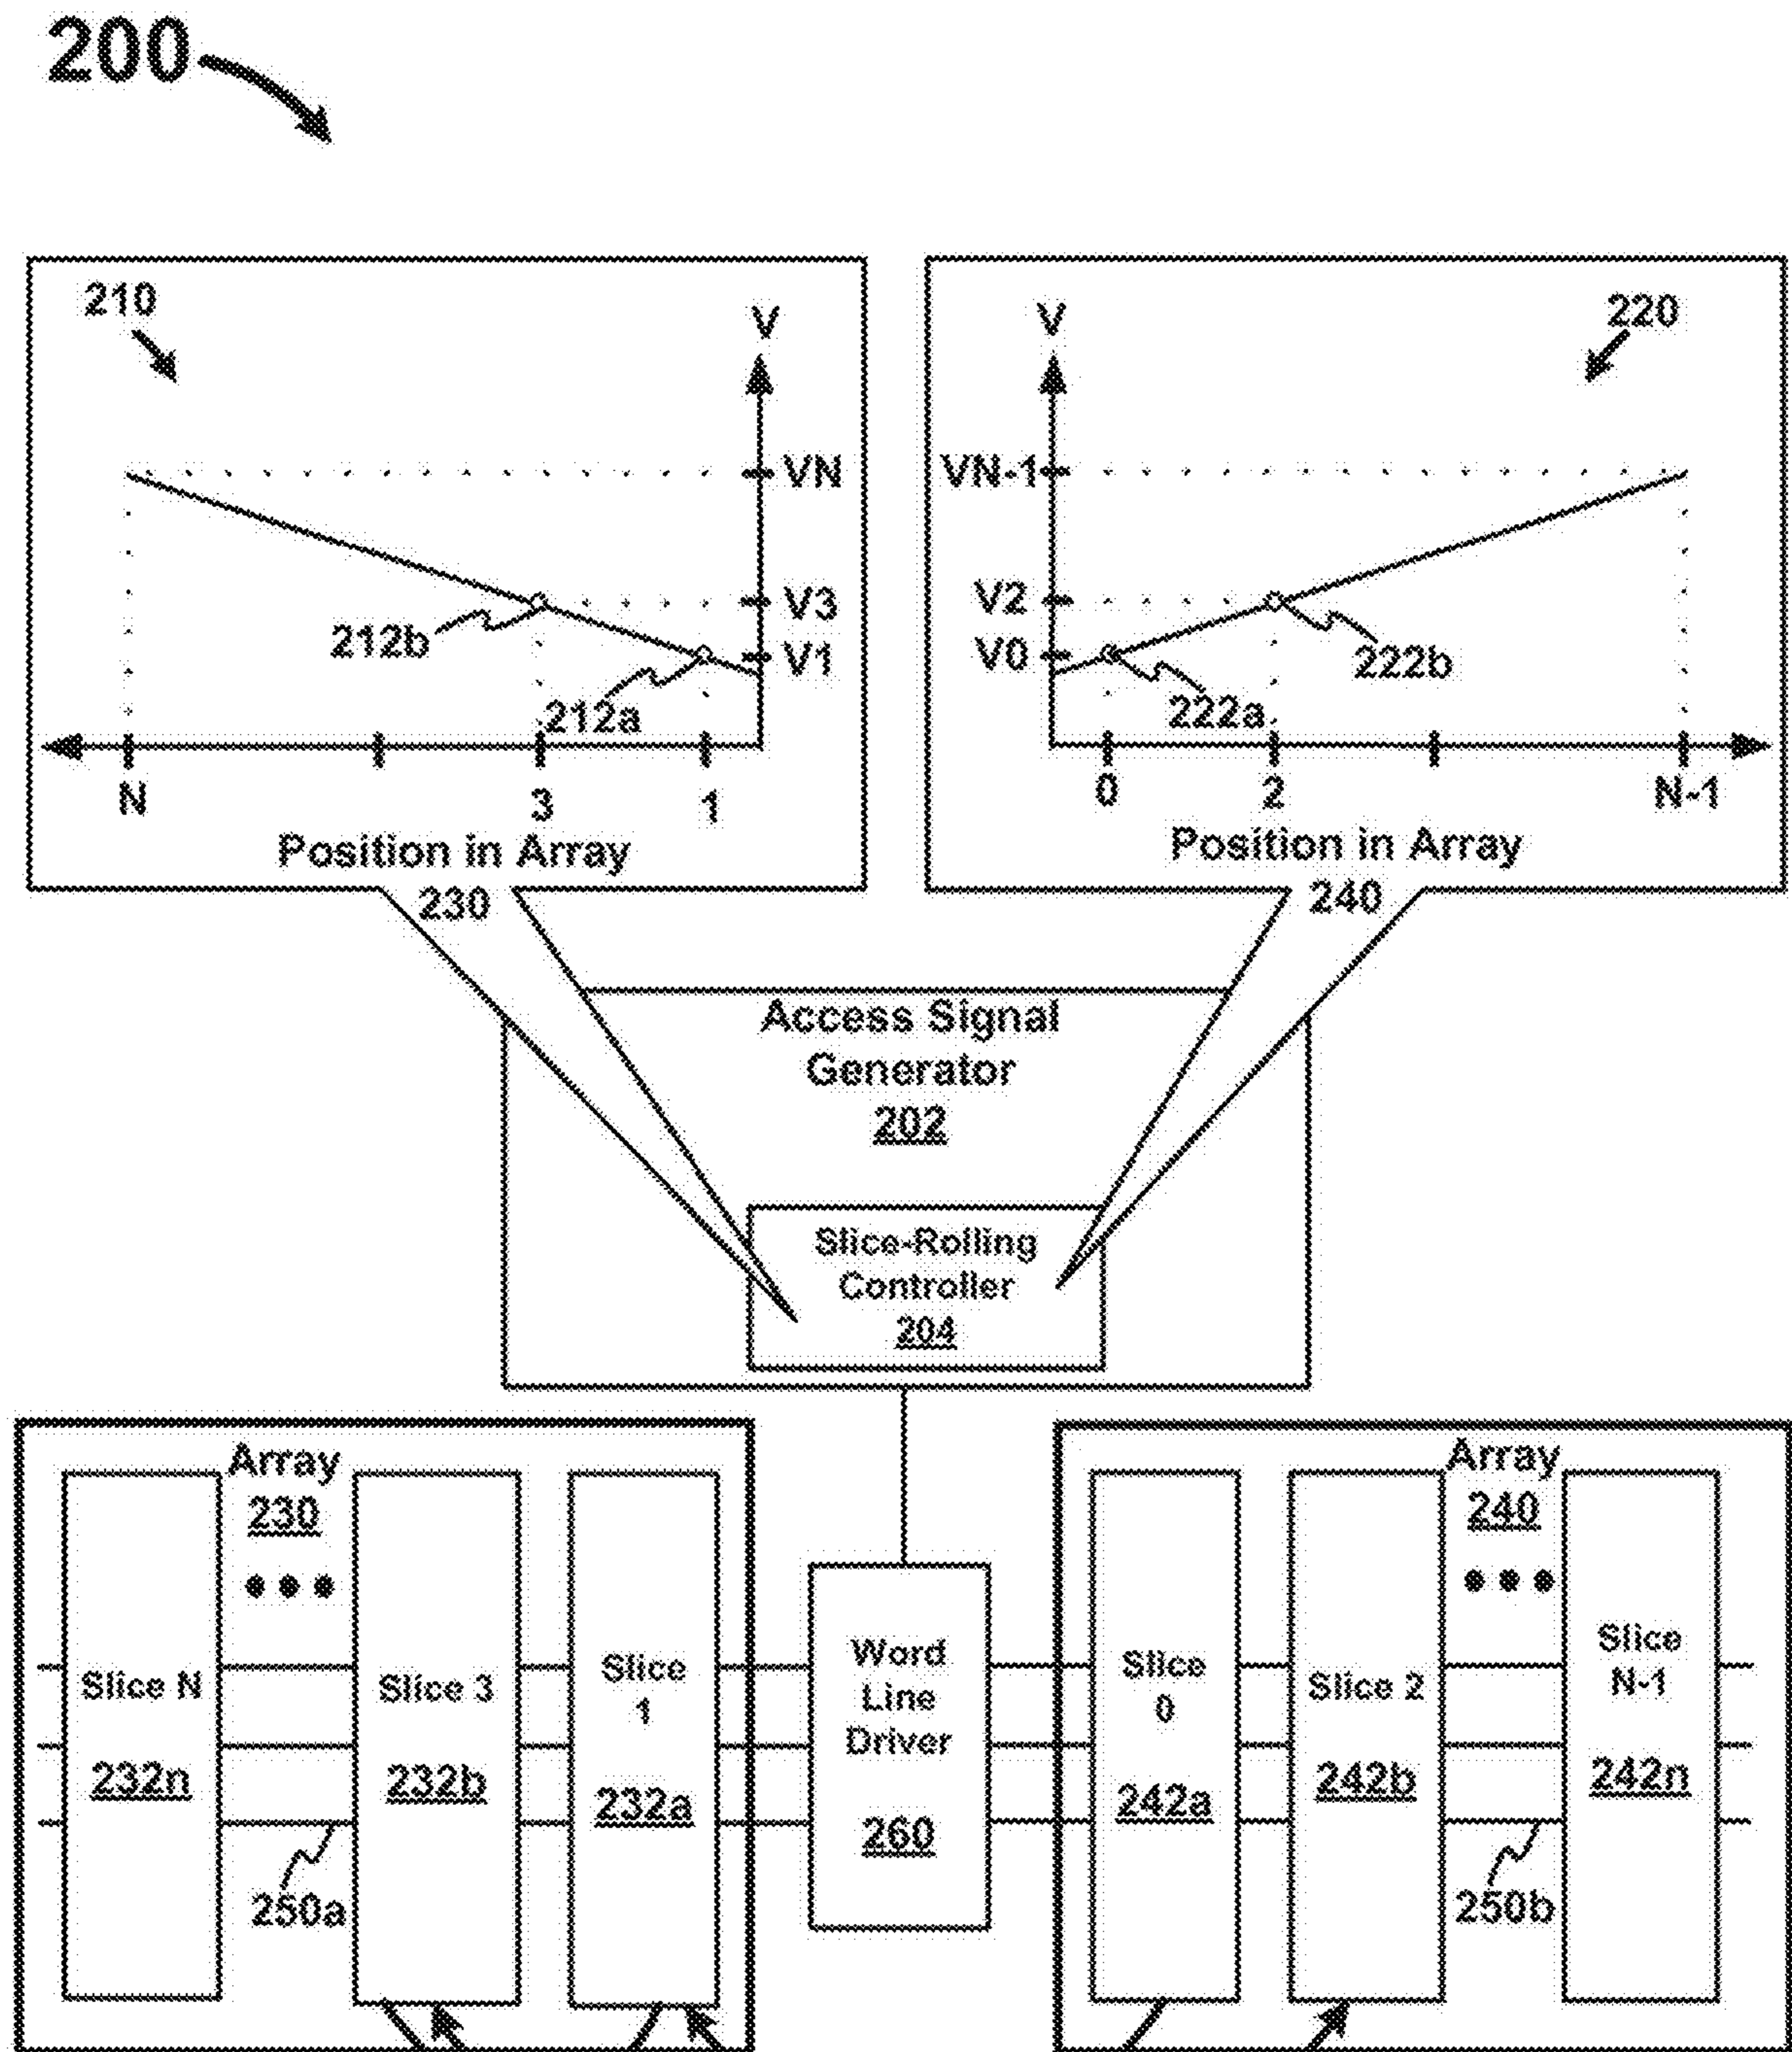 200
210
V
VN
V3
V1
212b
212a
N
3
1
Position in Array
230
220
V
VN-1
V2
V0
222b
222a
0
2
N-1
Position in Array
240
Access Signal
Generator
202
Slice-Rolling
Controller
204
Array
230
Slice N
232n
Slice 3
232b
Slice
1
232a
250a
Word
Line
Driver
260
Array
240
Slice
0
242a
Slice 2
242b
Slice
N-1
242n
250b